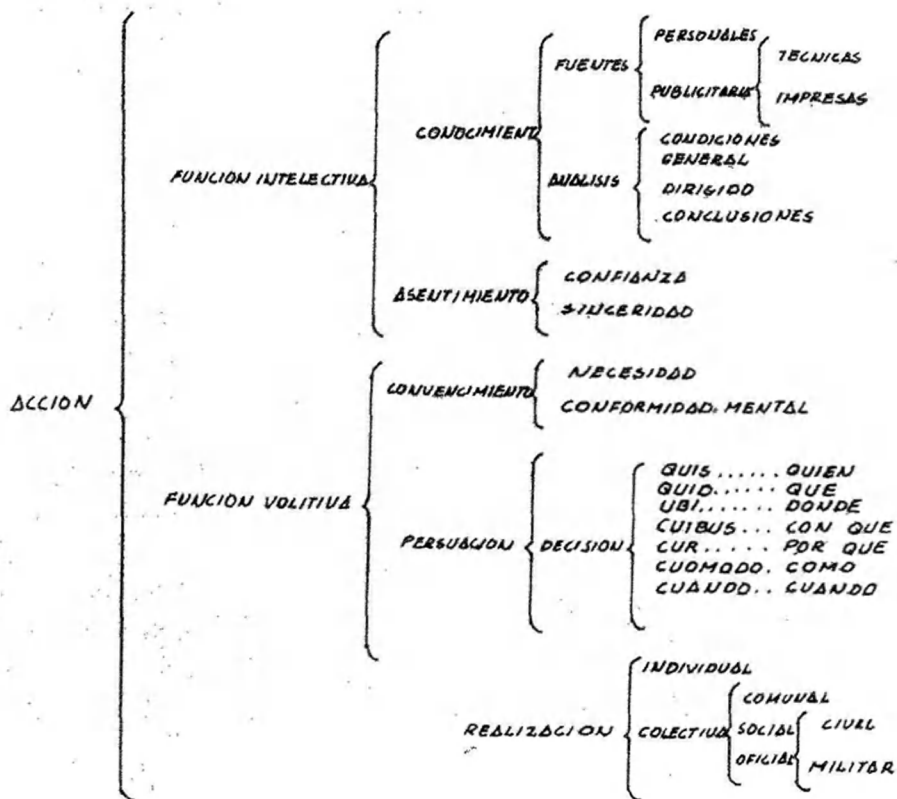 PERSONALES
TECNICAS
FUENTES
PUBLICITARIA
IMPRESAS
CONOCIMIENTO
CONDICIONES
GENERAL
FUNCION INTELECTIVA
ANALISIS
DIRIGIDO
CONCLUSIONES
CONFIANZA
ASENTIMIENTO
SINCERIDAD
NECESIDAD
CONVENCIMIENTO
ACCION
CONFORMIDAD. MENTAL
QUIS ...... QUIEN
QUID ...... QUE
FUNCION VOLITIVA
UBI ....... DONDE
CUIBUS ... CON QUE
PERSUACION DECISION
CUR ..... POR QUE
CUOMODO. COMO
CUANDO.. CUANDO
INDIVIDUAL
COMUNAL
REALIZACION COLECTIVA SOCIAL CIVIL
OFICIAL
MILITAR